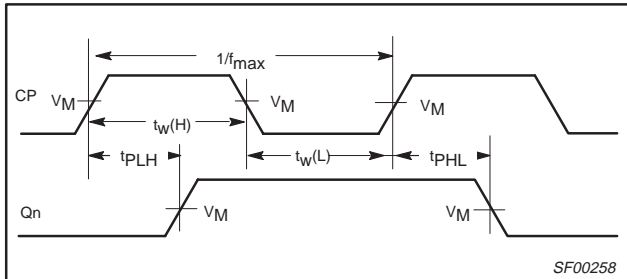 1/fmax
CP
VM
VM
VM
tw(H)
tPLH
tw(L)
tPHL
Qn
VM
VM
SF00258